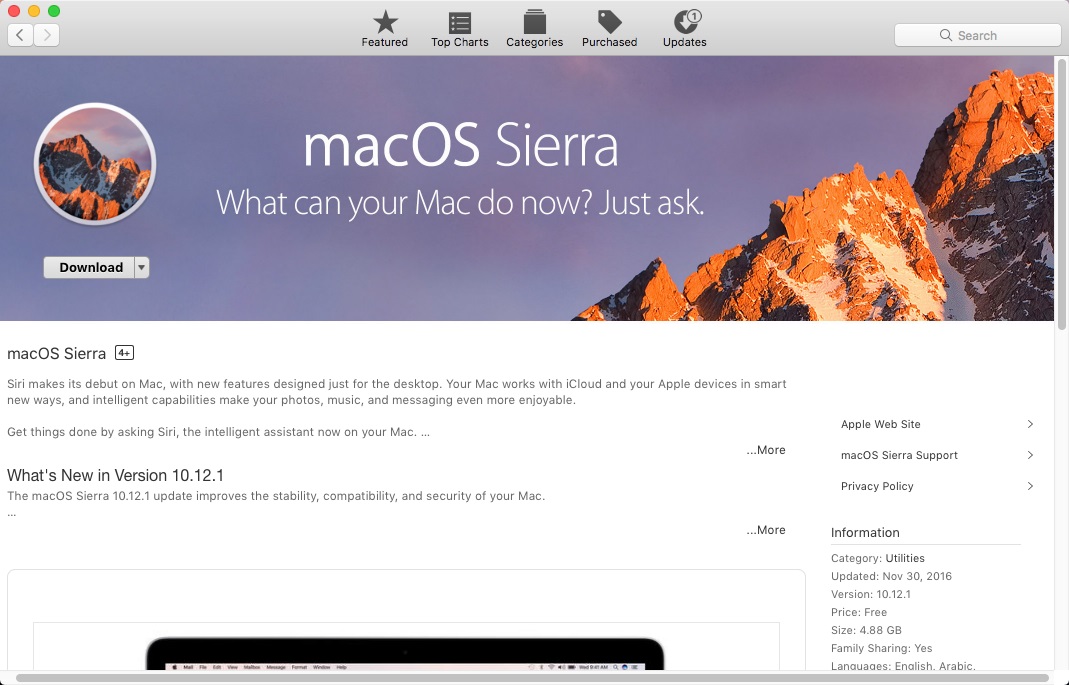 Featured
Top Charts
Categories
Purchased
1
Updates
Search
macOS Sierra
What can your Mac do now? Just ask.
Download
macOS Sierra 4+
Siri makes its debut on Mac, with new features designed just for the desktop. Your Mac works with iCloud and your Apple devices in smart
new ways, and intelligent capabilities make your photos, music, and messaging even more enjoyable.
Get things done by asking Siri, the intelligent assistant now on your Mac. ...
...More
What's New in Version 10.12.1
The macOS Sierra 10.12.1 update improves the stability, compatibility, and security of your Mac.
...
...More
Apple Web Site
macOS Sierra Support
Privacy Policy
Information
Category: Utilities
Updated: Nov 30, 2016
Version: 10.12.1
Price: Free
Size: 4.88 GB
Family Sharing: Yes
Languages: English, Arabic,
Mail File Edit View Mailbox Message Format Window Help
Wed 9:41 AM